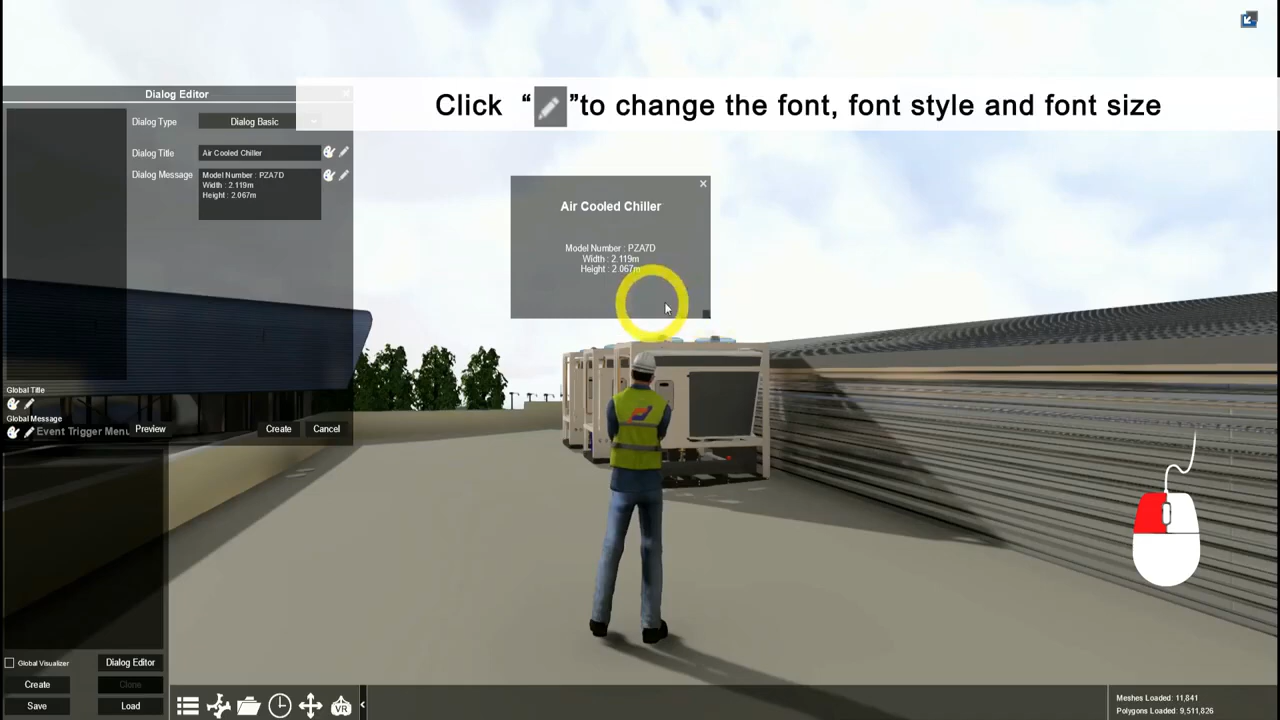 Click “ ”to change the font, font style and font size
Dialog Editor
Dialog Type
Dialog Basic
Dialog Title
Air Cooled Chiller
Dialog Message
Model Number : PZA7D
Width : 2.119m
Height : 2.067m
Air Cooled Chiller
Model Number : PZA7D
Width : 2.119m
Height : 2.067m
Global Title
Global Message
Event Trigger Menu
Preview
Create
Cancel
Global Visualizer
Dialog Editor
Create
Clone
Save
Load
VR
Meshes Loaded: 11,841
Polygons Loaded: 9,511,826